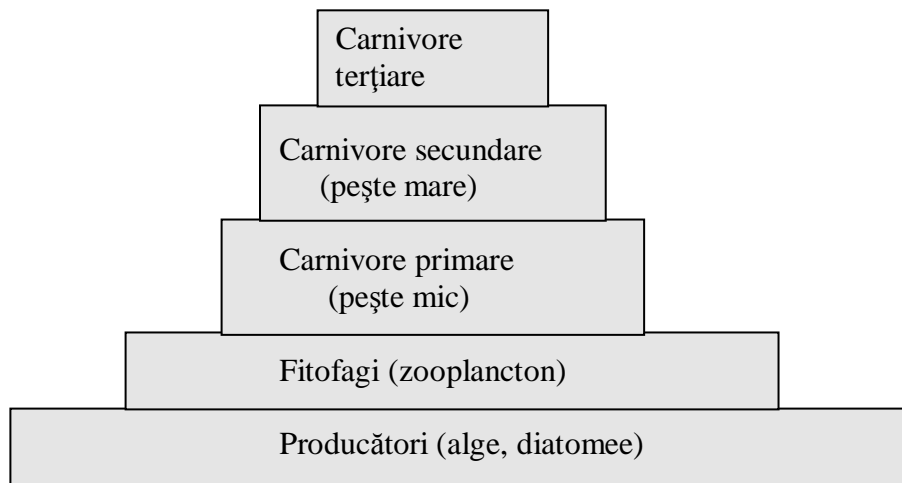 Carnivore
terţiare
Carnivore secundare
(peşte mare)
Carnivore primare
(peşte mic)
Fitofagi (zooplancton)
Producători (alge, diatomee)